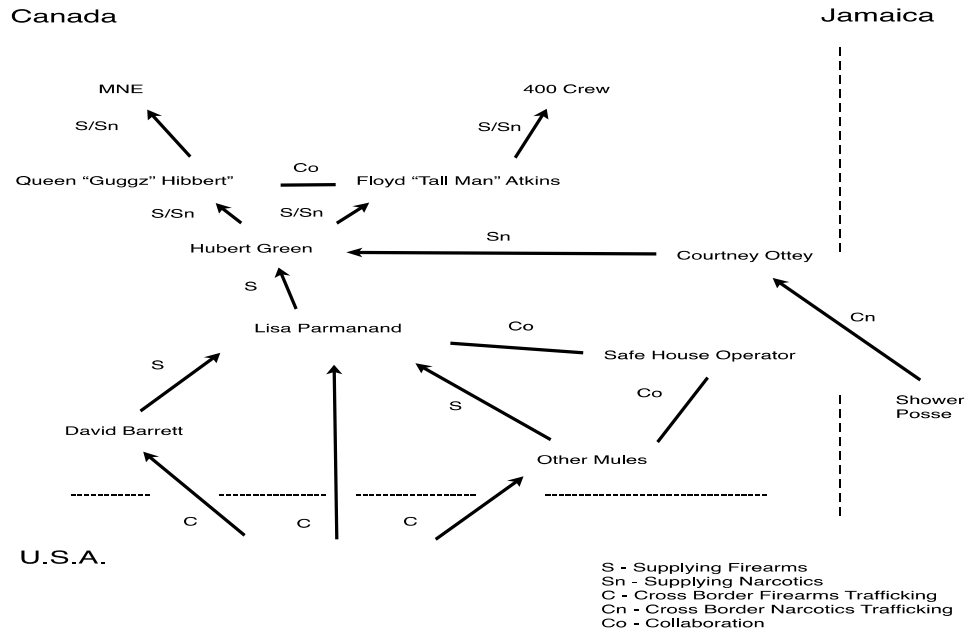 Canada
Jamaica
MNE
400 Crew
S/Sn
S/Sn
Co
Queen “Guggz” Hibbert”
Floyd “Tall Man” Atkins
S/Sn
S/Sn
Sn
Hubert Green
Courtney Ottey
S
Cn
Lisa Parmanand
Co
Safe House Operator
S
Co
Shower
Posse
S
David Barrett
Other Mules
C
C
C
U.S.A.
S - Supplying Firearms
Sn - Supplying Narcotics
C - Cross Border Firearms Trafficking
Cn - Cross Border Narcotics Trafficking
Co - Collaboration